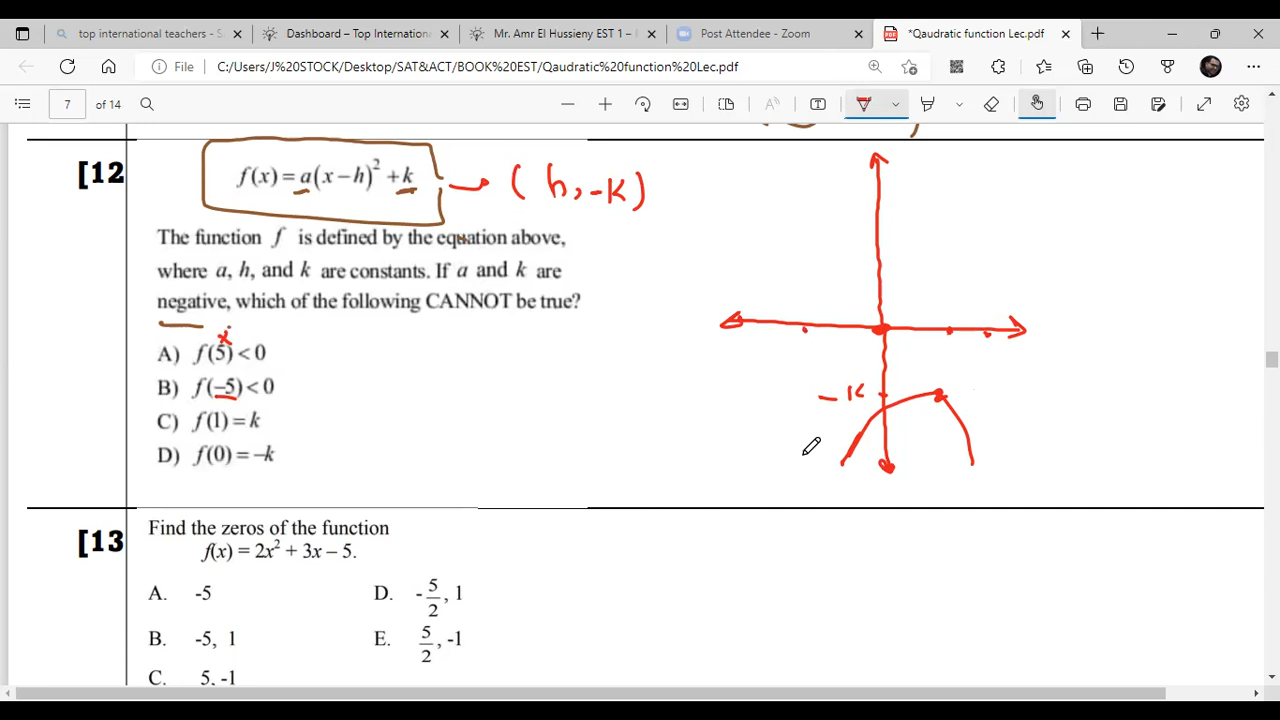 top international teachers - S
Dashboard – Top Internation
Mr. Amr El Hussieny EST 1 –
Post Attendee - Zoom
*Qaudratic function Lec.pdf
File
C:/Users/J%20STOCK/Desktop/SAT&ACT/BOOK%20EST/Qaudratic%20function%20Lec.pdf
7 of 14
[12
f(x)=a(x−h)²+k
(h,-K)
The function f is defined by the equation above,
where a, h, and k are constants. If a and k are
negative, which of the following CANNOT be true?
x
A) f(5)<0
B) f(−5)<0
C) f(1)=k
D) f(0)=−k
-K
[13
Find the zeros of the function
f(x) = 2x² + 3x – 5.
A. -5
D. -5/2, 1
B. -5, 1
E. 5/2, -1
C. 5, -1